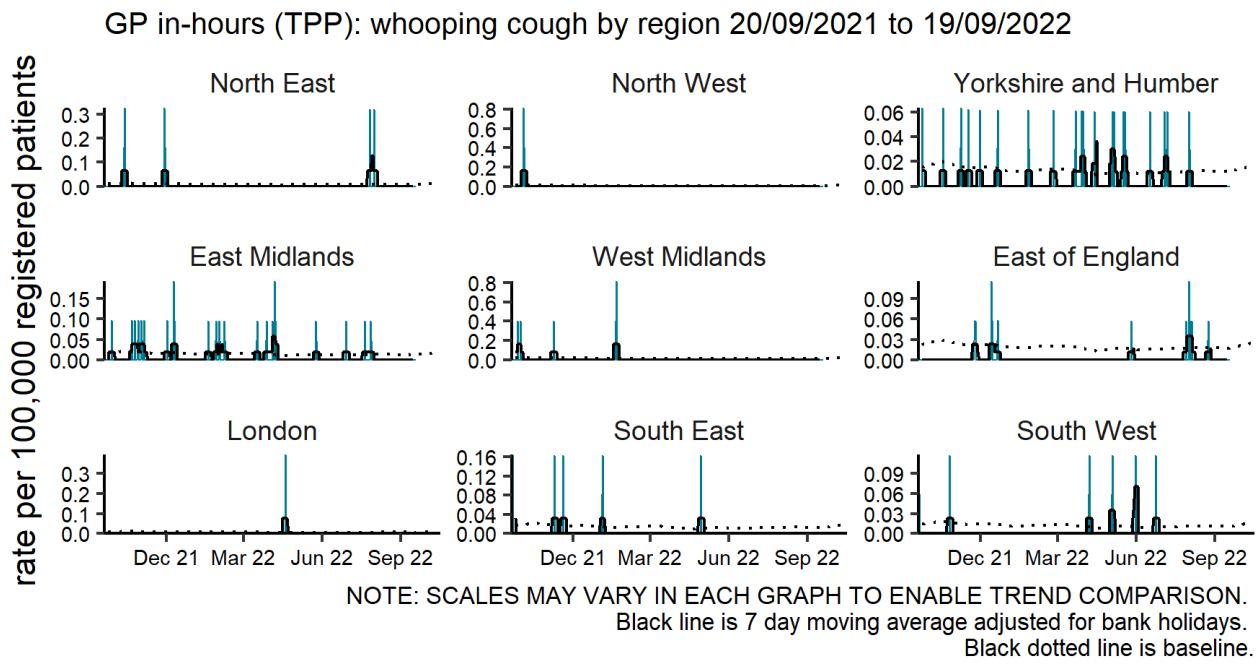 GP in-hours (TPP): whooping cough by region 20/09/2021 to 19/09/2022
rate per 100,000 registered patients
North East
0.3
0.2
0.1
0.0
North West
0.8
0.6
0.4
0.2
0.0
Yorkshire and Humber
0.06
0.04
0.02
0.00
East Midlands
0.15
0.10
0.05
0.00
West Midlands
0.8
0.6
0.4
0.2
0.0
East of England
0.09
0.06
0.03
0.00
London
0.3
0.2
0.1
0.0
Dec 21 Mar 22 Jun 22 Sep 22
South East
0.16
0.12
0.08
0.04
0.00
Dec 21 Mar 22 Jun 22 Sep 22
South West
0.09
0.06
0.03
0.00
Dec 21 Mar 22 Jun 22 Sep 22
NOTE: SCALES MAY VARY IN EACH GRAPH TO ENABLE TREND COMPARISON.
Black line is 7 day moving average adjusted for bank holidays.
Black dotted line is baseline.